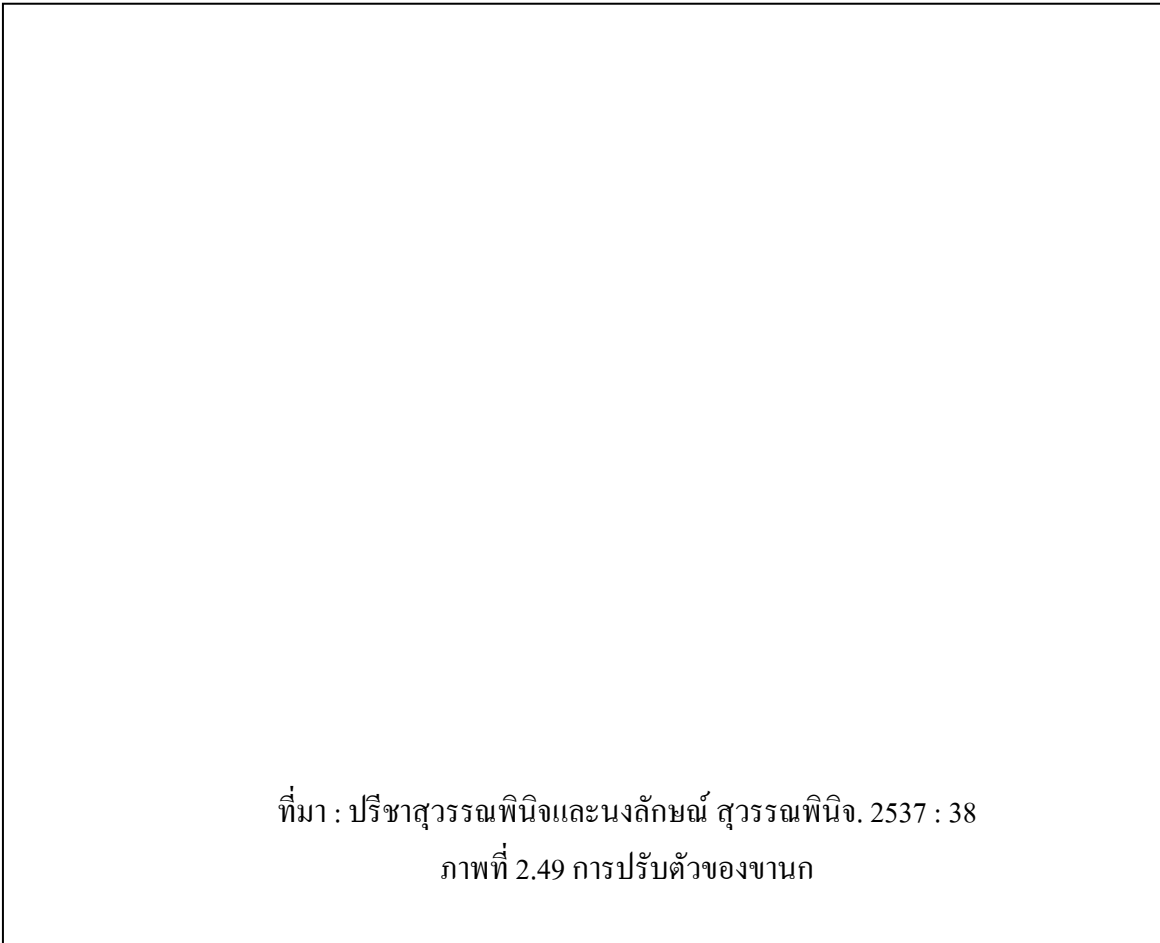 ที่มา : ปรีชาสุวรรณพินิจและนงลักษณ์ สุวรรณพินิจ. 2537 : 38
ภาพที่ 2.49 การปรับตัวของขานก